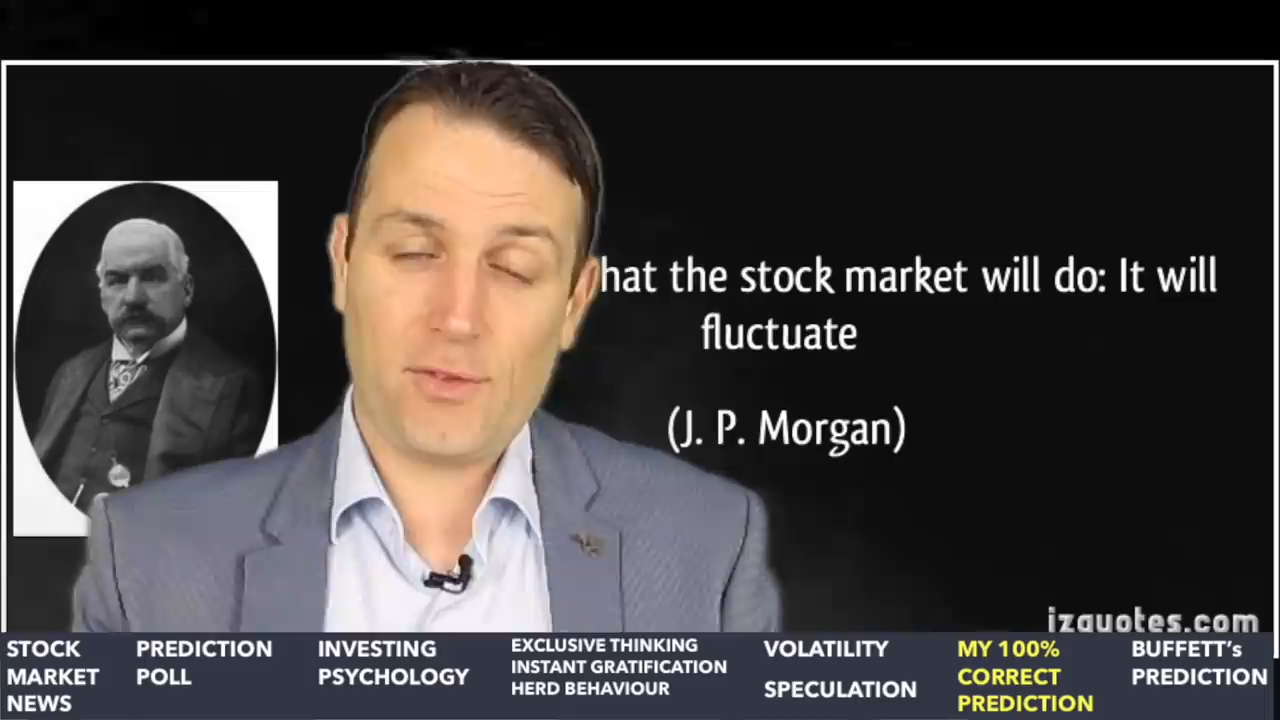 hat the stock market will do: It will
fluctuate
(J. P. Morgan)
izquotes.com
STOCK
MARKET
NEWS
PREDICTION
POLL
INVESTING
PSYCHOLOGY
EXCLUSIVE THINKING
INSTANT GRATIFICATION
HERD BEHAVIOUR
VOLATILITY
SPECULATION
MY 100%
CORRECT
PREDICTION
BUFFETT's
PREDICTION